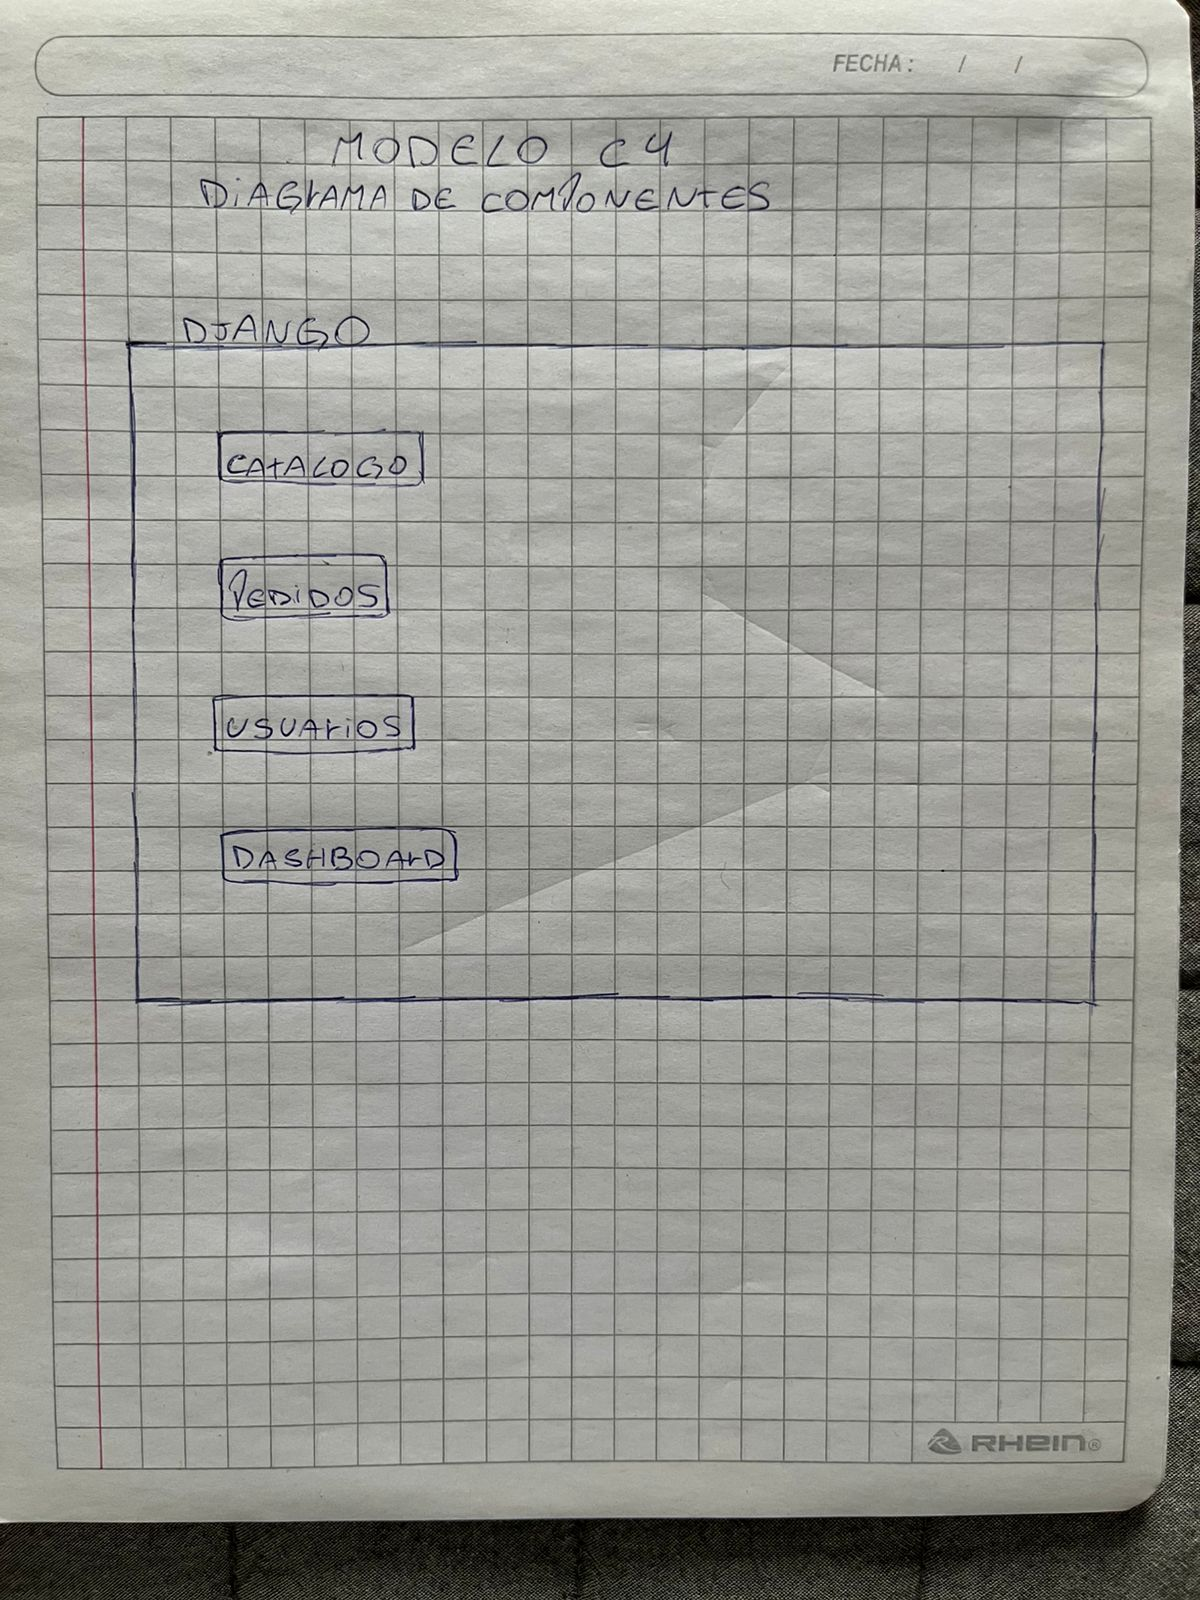 FECHA: / /
MODELO C4
DIAGrAMA DE COMPONENTES
DJANGO
CATALOGO
PEDIDOS
USUArIOS
DASHBOArD
RHEIN®